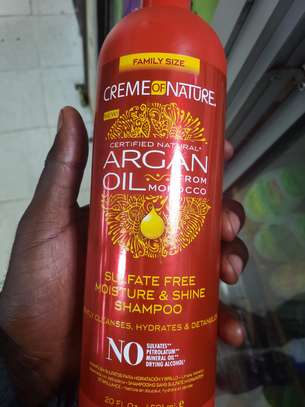 FAMILY SIZE
CREME OF NATURE
CERTIFIED NATURAL*
ARGAN
OIL FROM
MOROCCO
SULFATE FREE
MOISTURE & SHINE
SHAMPOO
CLEANSES, HYDRATES & DETANGLES
NO SULFATES**
PETROLATUM**
MINERAL OIL**
DRYING ALCOHOL*
20 FL OZ